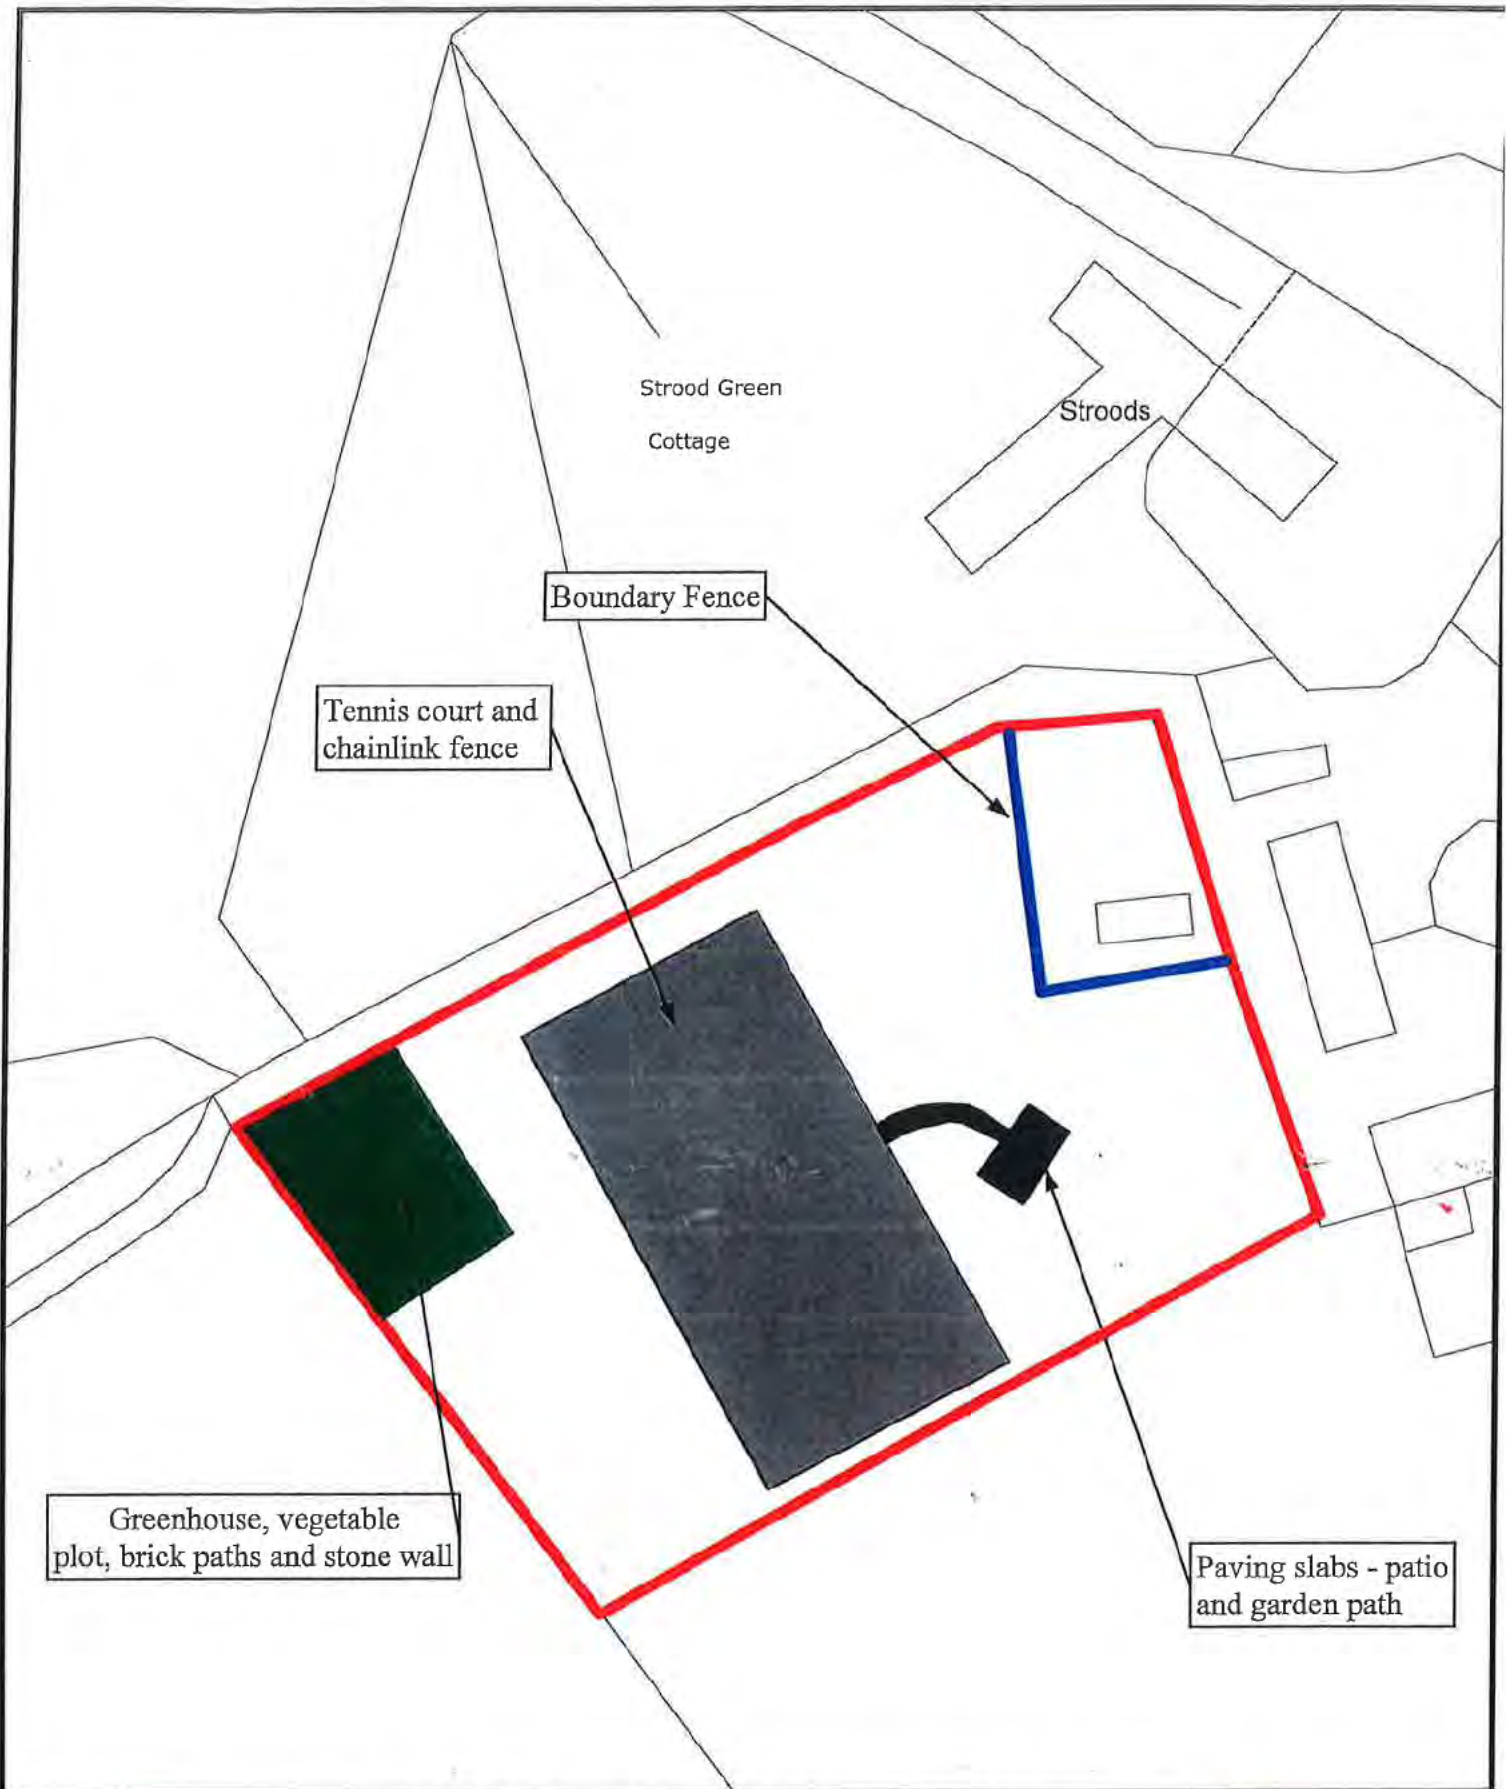 Strood Green
Cottage
Stroods
Boundary Fence
Tennis court and
chainlink fence
Greenhouse, vegetable
plot, brick paths and stone wall
Paving slabs - patio
and garden path